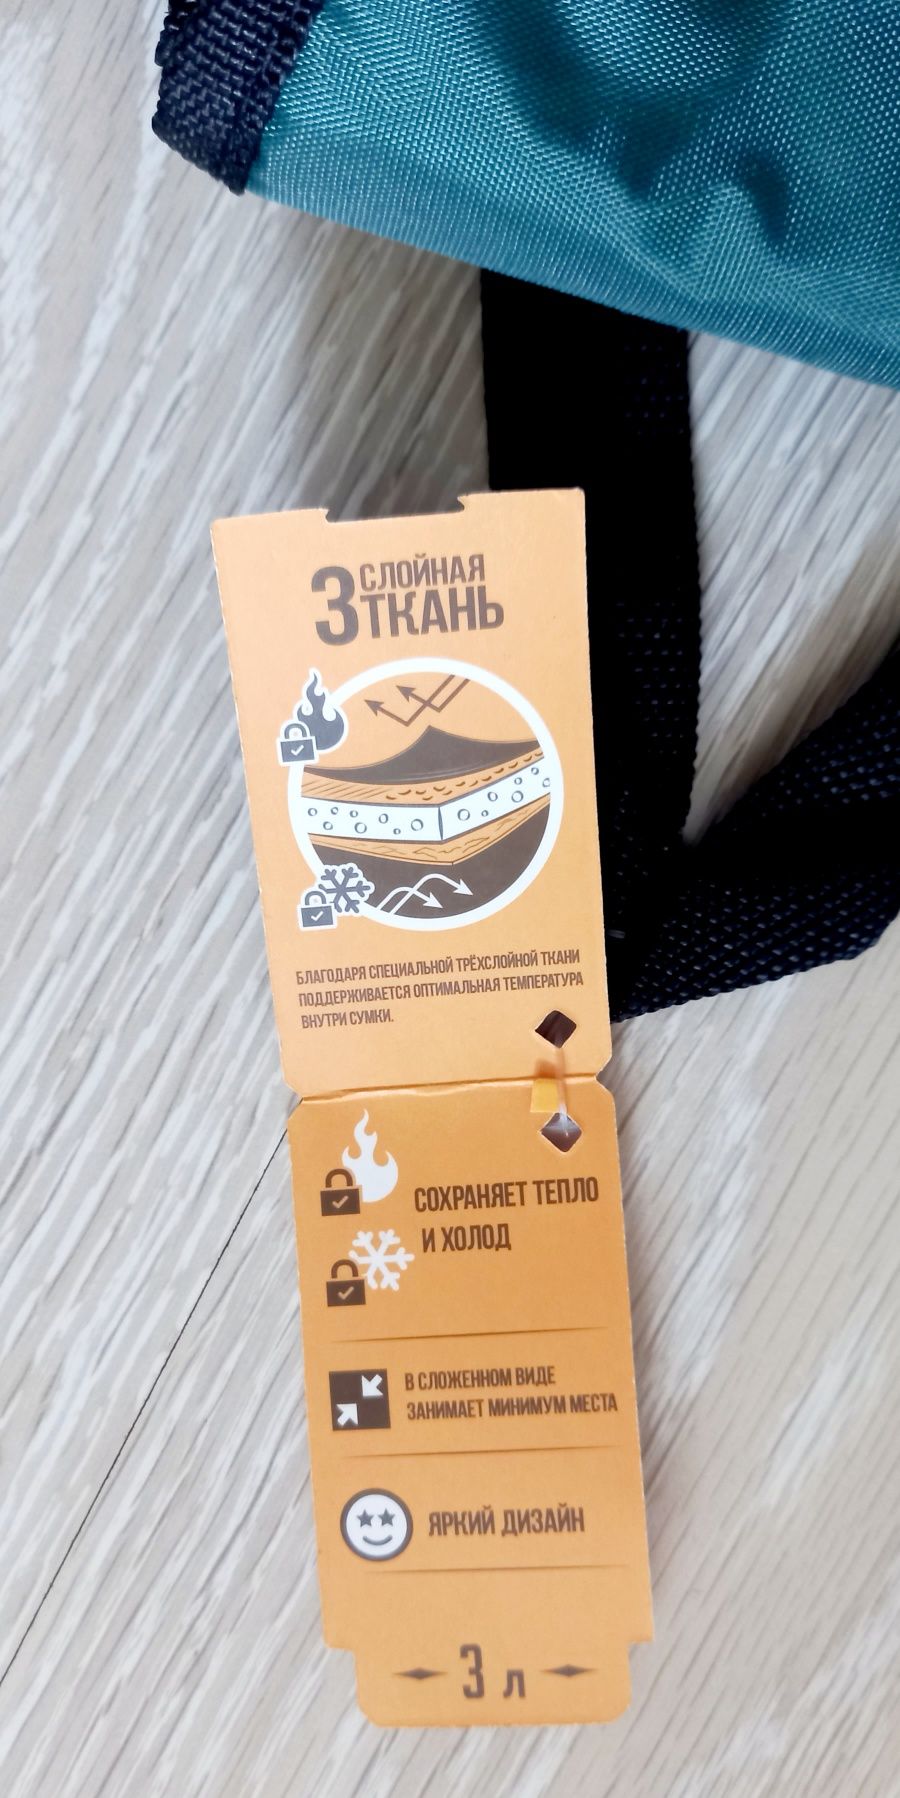 3 СЛОЙНАЯ
ТКАНЬ
БЛАГОДАРЯ СПЕЦИАЛЬНОЙ ТРЁХСЛОЙНОЙ ТКАНИ
ПОДДЕРЖИВАЕТСЯ ОПТИМАЛЬНАЯ ТЕМПЕРАТУРА
ВНУТРИ СУМКИ.
СОХРАНЯЕТ ТЕПЛО
И ХОЛОД
В СЛОЖЕННОМ ВИДЕ
ЗАНИМАЕТ МИНИМУМ МЕСТА
ЯРКИЙ ДИЗАЙН
3 л